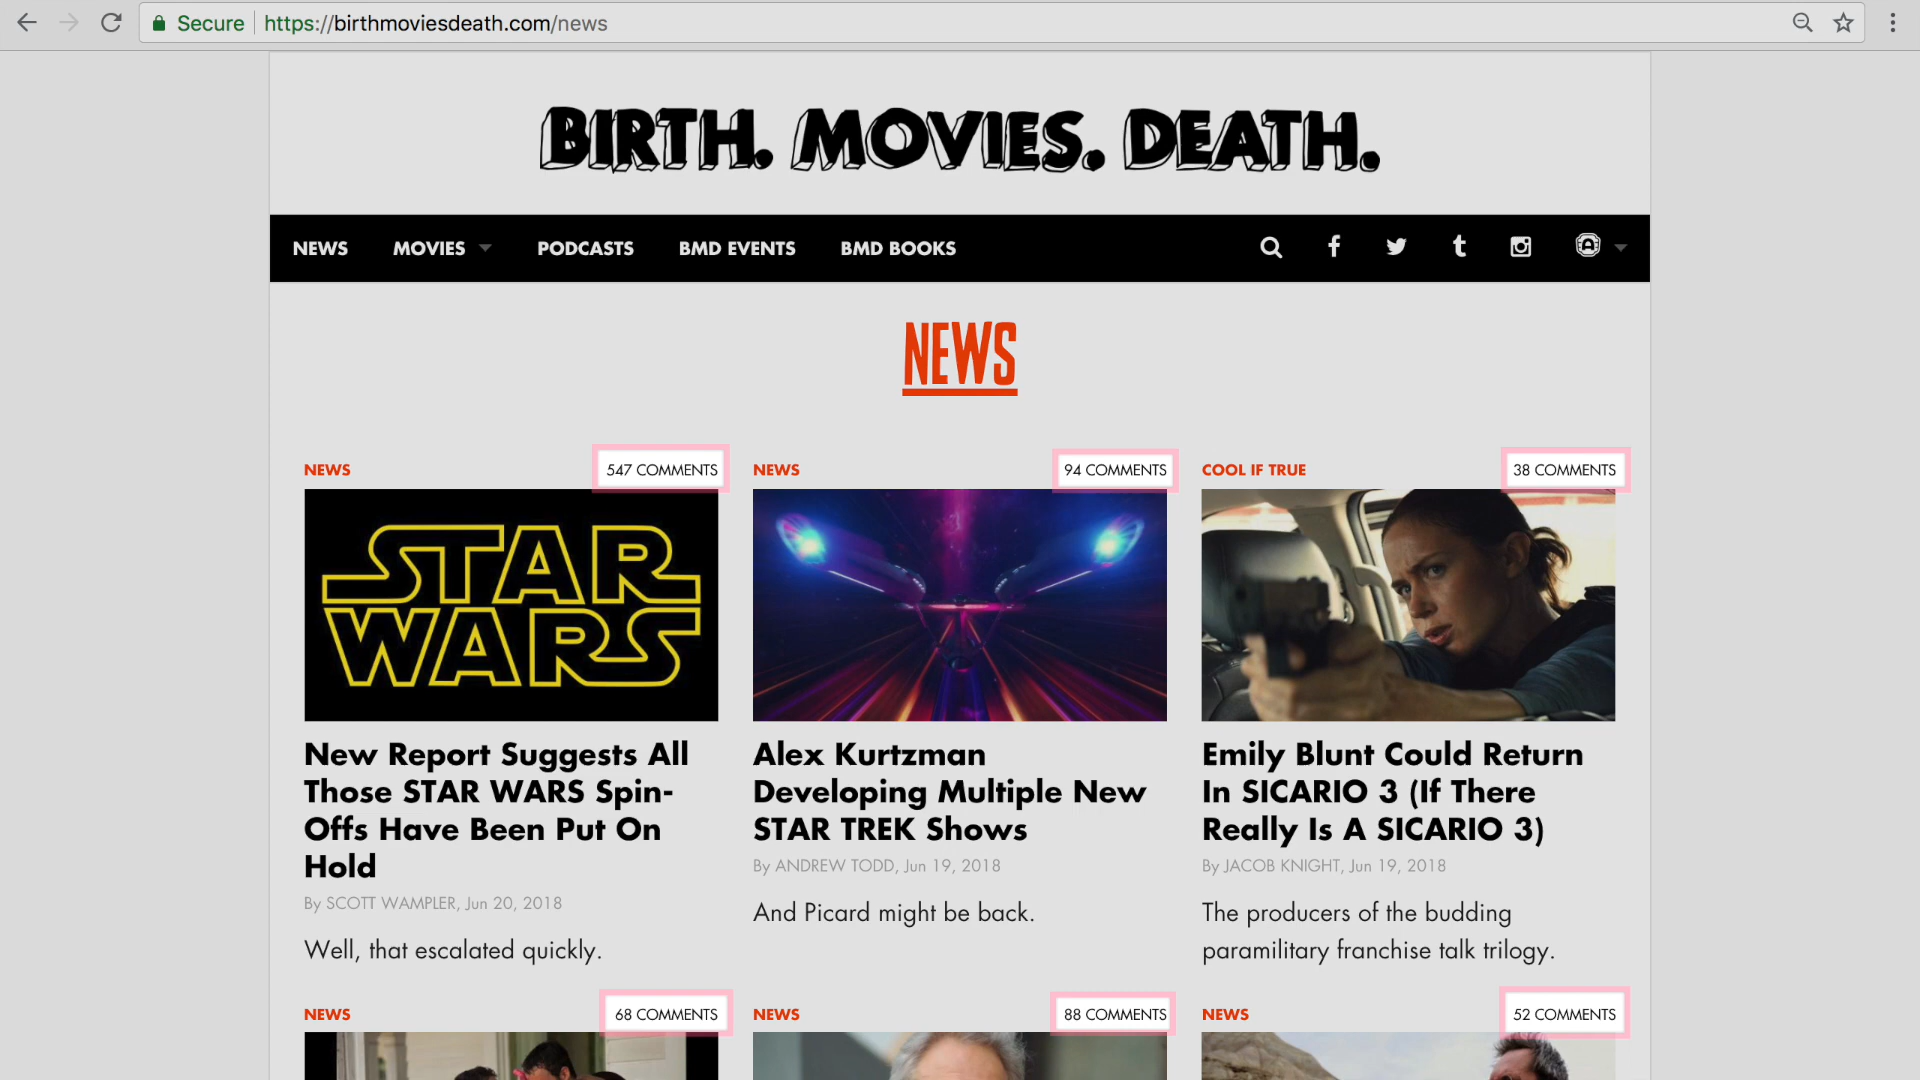 Secure https://birthmoviesdeath.com/news
BIRTH. MOVIES. DEATH.
NEWS MOVIES PODCASTS BMD EVENTS BMD BOOKS
NEWS
NEWS 547 COMMENTS
STAR
WARS
New Report Suggests All
Those STAR WARS Spin-
Offs Have Been Put On
Hold
By SCOTT WAMPLER, Jun 20, 2018
Well, that escalated quickly.
NEWS 94 COMMENTS
Alex Kurtzman
Developing Multiple New
STAR TREK Shows
By ANDREW TODD, Jun 19, 2018
And Picard might be back.
COOL IF TRUE 38 COMMENTS
Emily Blunt Could Return
In SICARIO 3 (If There
Really Is A SICARIO 3)
By JACOB KNIGHT, Jun 19, 2018
The producers of the budding
paramilitary franchise talk trilogy.
NEWS 68 COMMENTS
NEWS 88 COMMENTS
NEWS 52 COMMENTS